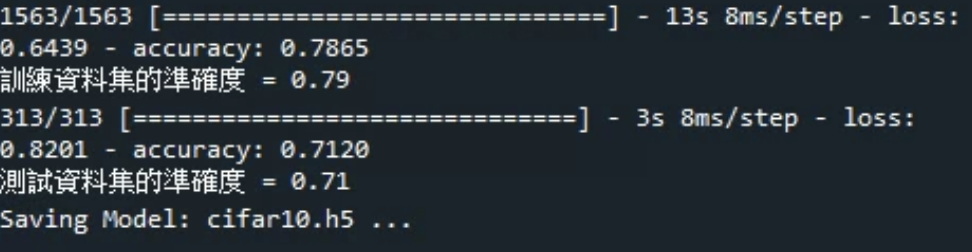 1563/1563 [==============================] - 13s 8ms/step - loss:
0.6439 - accuracy: 0.7865
訓練資料集的準確度 = 0.79
313/313 [==============================] - 3s 8ms/step - loss:
0.8201 - accuracy: 0.7120
測試資料集的準確度 = 0.71
Saving Model: cifar10.h5 ...